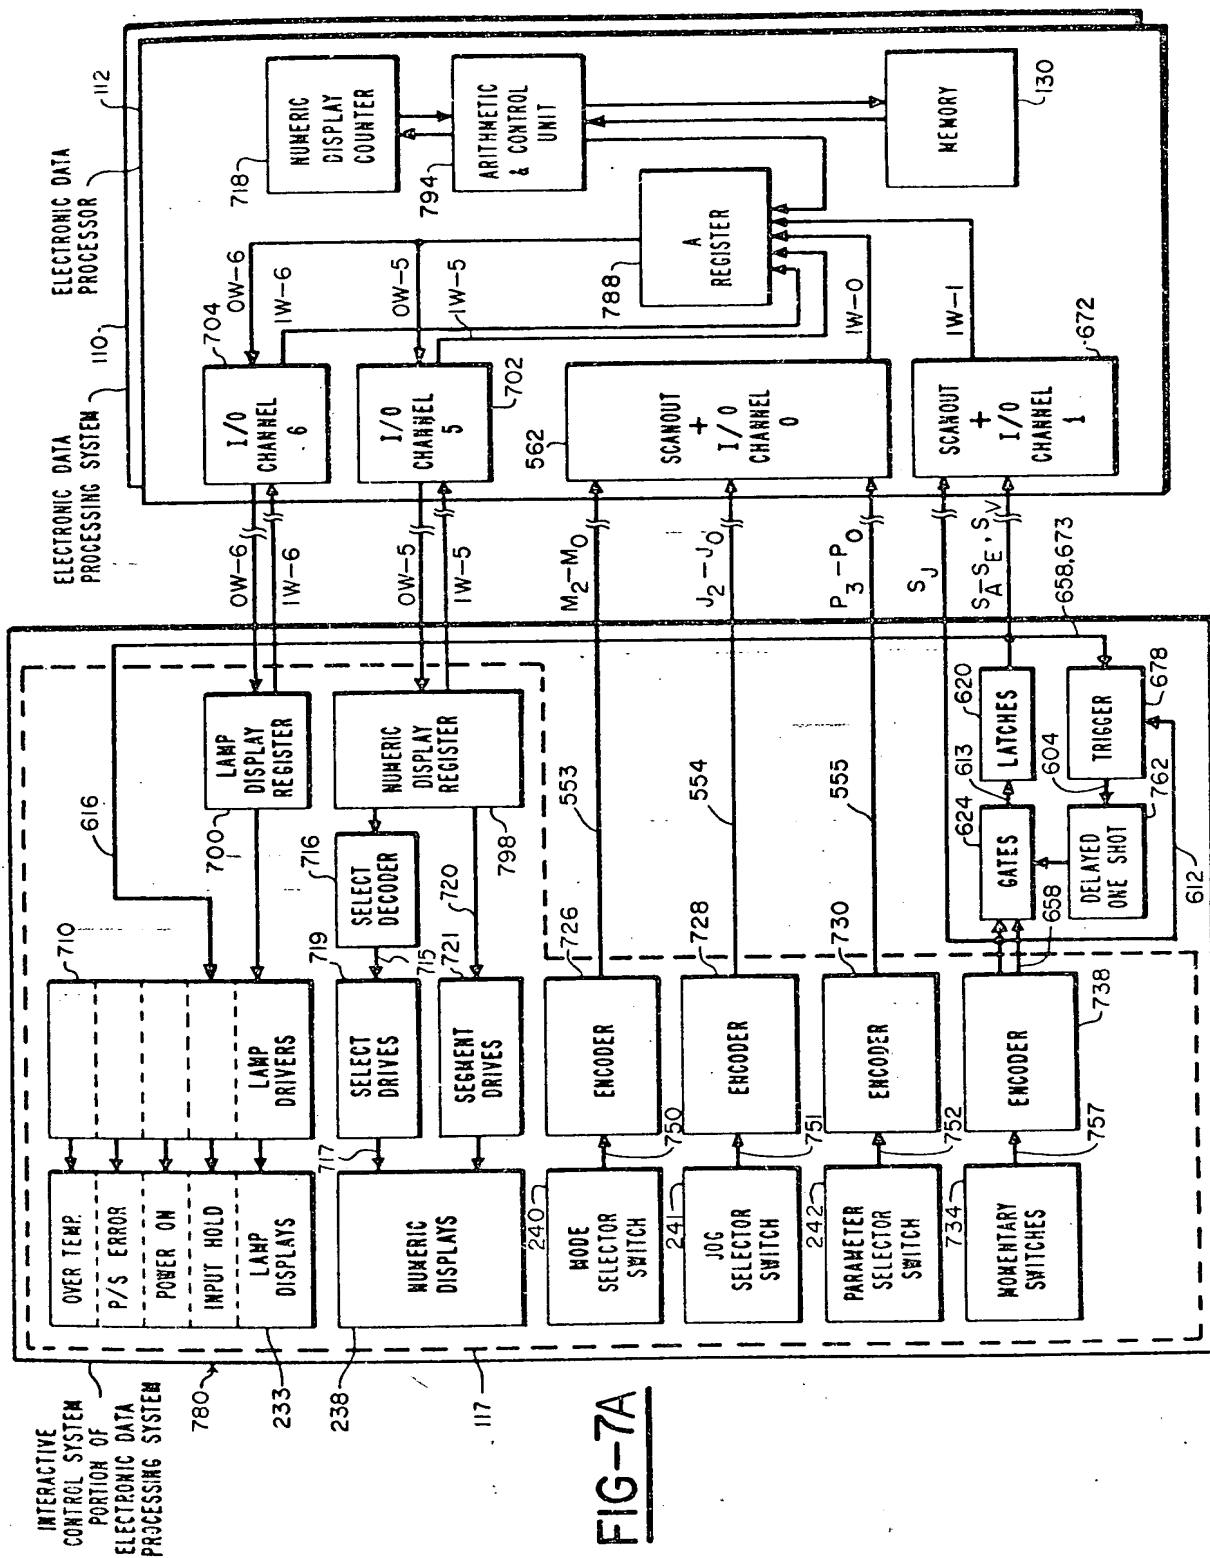 FIG-7A
INTERACTIVE
CONTROL SYSTEM
PORTION OF
ELECTRONIC DATA
PROCESSING SYSTEM
780
233
238
117
OVER TEMP.
P/S ERROR
POWER ON
INPUT HOLD
LAMP
DISPLAYS
710
LAMP
DRIVERS
616
700
LAMP
DISPLAY
REGISTER
NUMERIC
DISPLAYS
717
719
SELECT
DRIVES
715
721
SEGMENT
DRIVES
716
SELECT
DECODER
720
NUMERIC
DISPLAY
REGISTER
798
240
MODE
SELECTOR
SWITCH
750
726
ENCODER
553
241
JOG
SELECTOR
SWITCH
751
728
ENCODER
554
242
PARAMETER
SELECTOR
SWITCH
752
730
ENCODER
555
734
MOMENTARY
SWITCHES
757
ENCODER
738
658
624
GATES
613
620
LATCHES
DELAYED
ONE SHOT
762
604
TRIGGER
678
612
658,673
ELECTRONIC DATA
PROCESSING SYSTEM
110
ELECTRONIC DATA
PROCESSOR
112
OW-6
IW-6
OW-5
IW-5
M2-M0
J2-J0
P3-P0
SJ
SA-SE, SV
704
I/O
CHANNEL
6
I/O
CHANNEL
5
702
562
SCANOUT
+
I/O
CHANNEL
0
SCANOUT
+
I/O
CHANNEL
1
672
OW-6
IW-6
OW-5
IW-5
IW-0
IW-1
788
A
REGISTER
718
NUMERIC
DISPLAY
COUNTER
794
ARITHMETIC
& CONTROL
UNIT
MEMORY
130